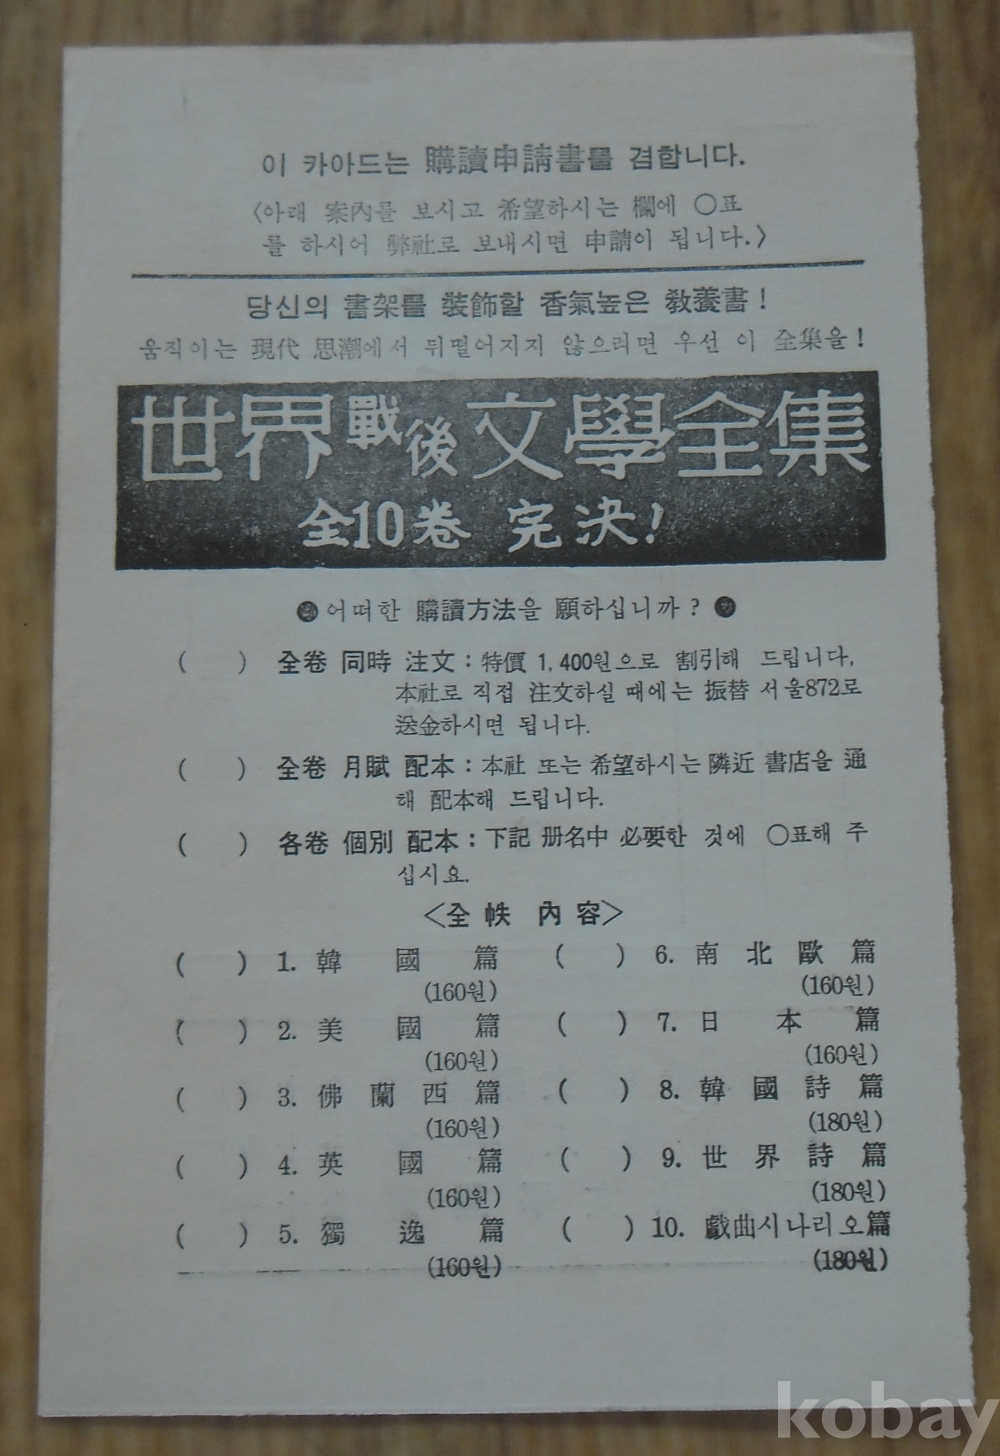 이 카아드는 購讀申請書를 겸합니다.
〈아래 案內를 보시고 希望하시는 欄에 ○표
를 하시어 弊社로 보내시면 申請이 됩니다.〉
당신의 書架를 裝飾할 香氣높은 敎養書!
움직이는 現代 思潮에서 뒤떨어지지 않으려면 우선 이 全集을!
世界戰後文學全集
全10卷 完決!
어떠한 購讀方法을 願하십니까?
( ) 全卷 同時 注文: 特價 1,400원으로 割引해 드립니다.
本社로 직접 注文하실 때에는 振替 서울872로
送金하시면 됩니다.
( ) 全卷 月賦 配本: 本社 또는 希望하시는 隣近 書店을 通
해 配本해 드립니다.
( ) 各卷 個別 配本: 下記 册名中 必要한 것에 ○표해 주
십시요.
<全帙 內容>
( ) 1. 韓國篇
(160원)
( ) 2. 美國篇
(160원)
( ) 3. 佛蘭西篇
(160원)
( ) 4. 英國篇
(160원)
( ) 5. 獨逸篇
(160원)
( ) 6. 南北歐篇
(160원)
( ) 7. 日本篇
(160원)
( ) 8. 韓國詩篇
(180원)
( ) 9. 世界詩篇
(180원)
( ) 10. 戱曲시나리오篇
(180원)
kobay